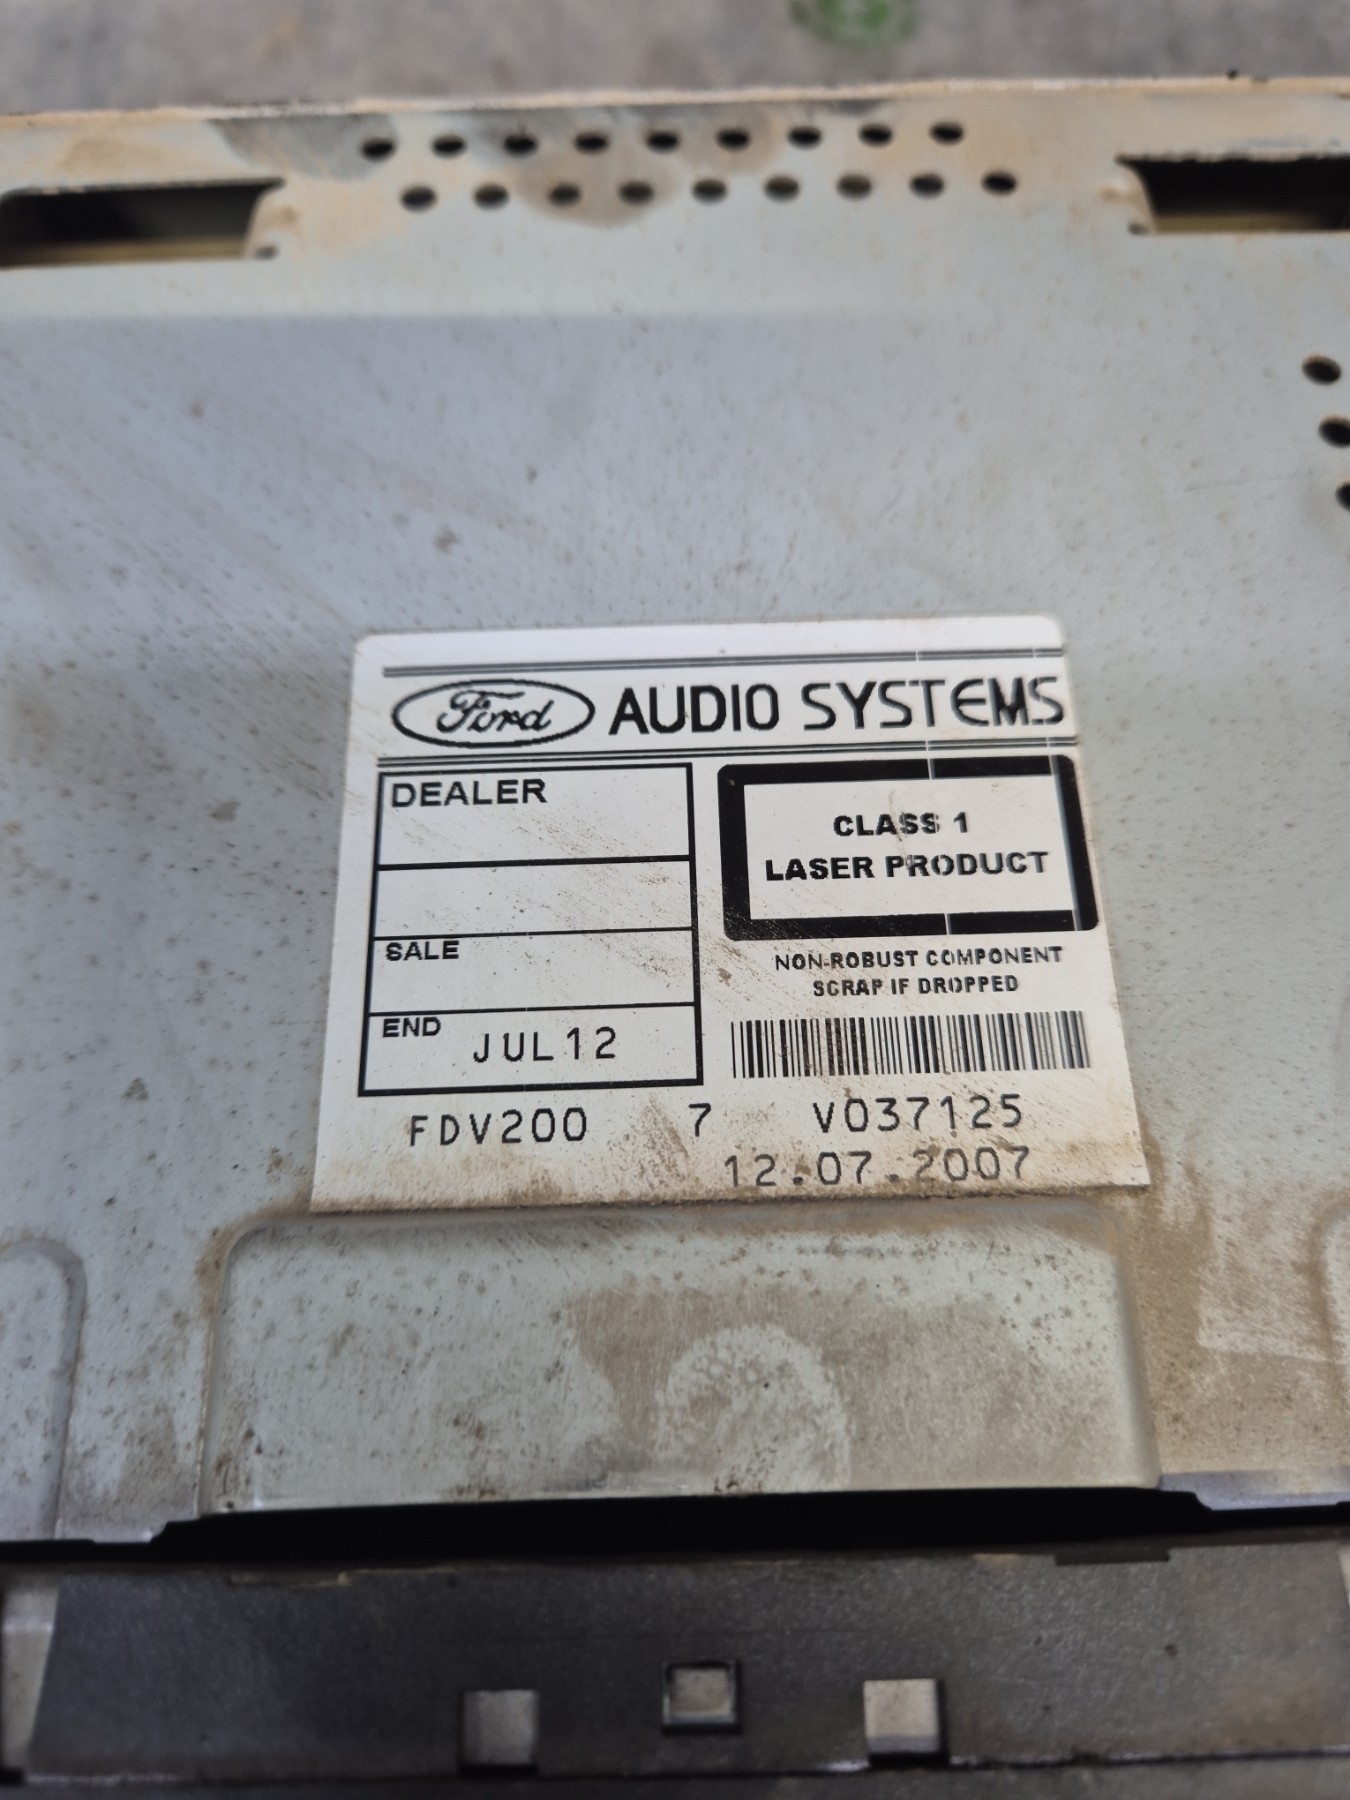 Ford AUDIO SYSTEMS
DEALER
CLASS 1
LASER PRODUCT
SALE
NON-ROBUST COMPONENT
SCRAP IF DROPPED
END JUL12
FDV200 7 V037125
12.07.2007